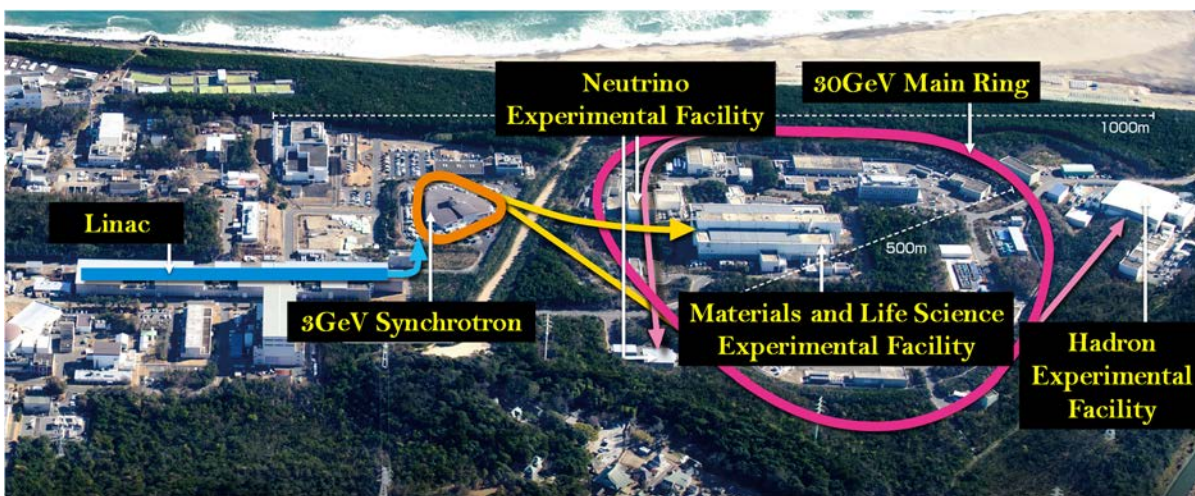 Neutrino
Experimental Facility
30GeV Main Ring
1000m
Linac
500m
3GeV Synchrotron
Materials and Life Science
Experimental Facility
Hadron
Experimental
Facility